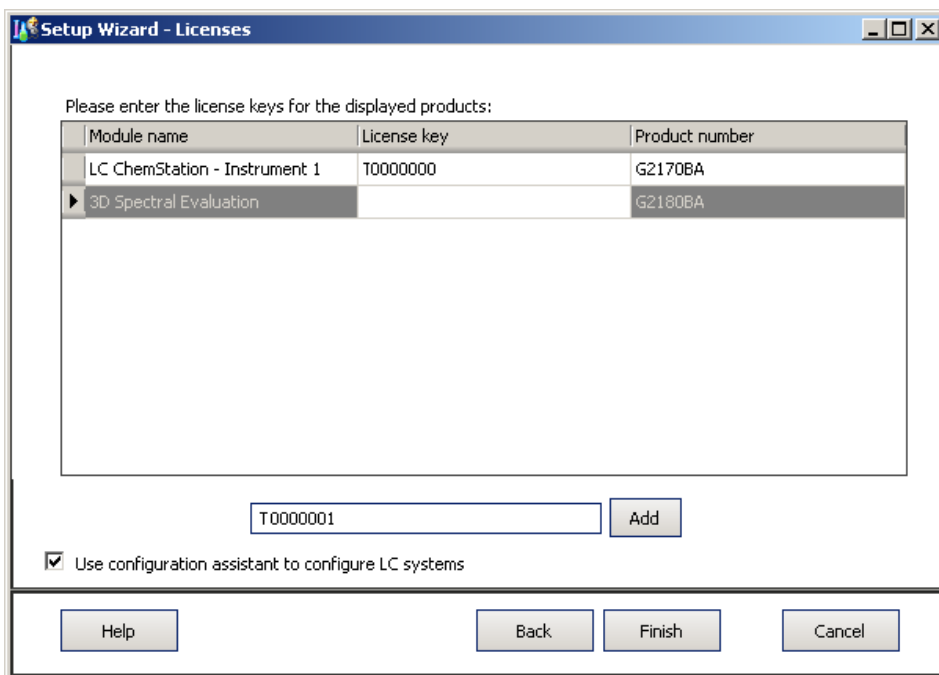 Setup Wizard - Licenses
Please enter the license keys for the displayed products:
Module name License key Product number
LC ChemStation - Instrument 1 T0000000 G2170BA
3D Spectral Evaluation G2180BA
T0000001 Add
Use configuration assistant to configure LC systems
Help Back Finish Cancel